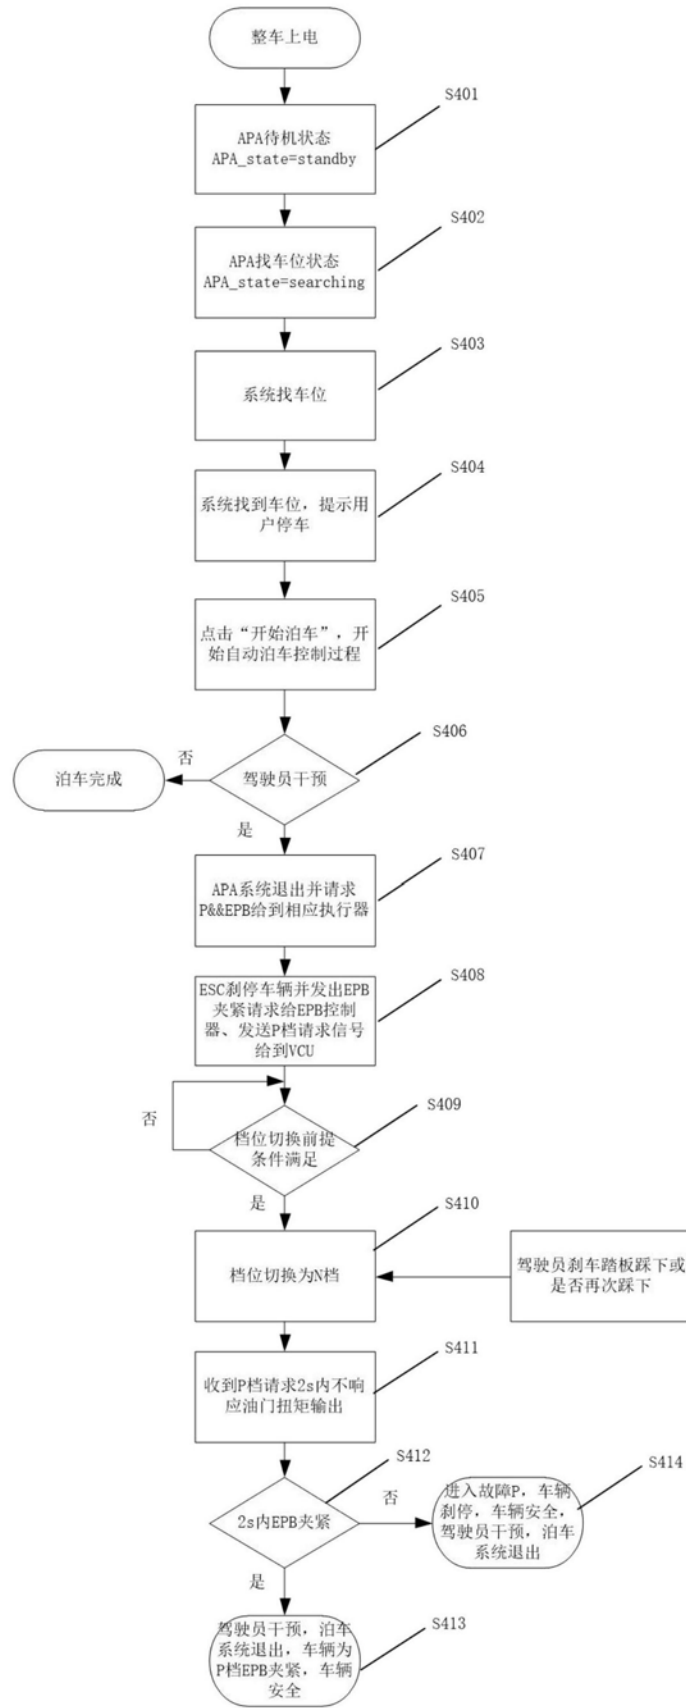 整车上电
S401
APA待机状态
APA_state=standby
S402
APA找车位状态
APA_state=searching
S403
系统找车位
S404
系统找到车位，提示用
户停车
S405
点击“开始泊车”，开
始自动泊车控制过程
S406
驾驶员干预
否
泊车完成
是
S407
APA系统退出并请求
P&&EPB给到相应执行器
S408
ESC刹停车辆并发出EPB
夹紧请求给EPB控制
器、发送P档请求信号
给到VCU
S409
档位切换前提
条件满足
否
是
S410
档位切换为N档
驾驶员刹车踏板踩下或
是否再次踩下
S411
收到P档请求2s内不响
应油门扭矩输出
S412
2s内EPB夹紧
否
S414
进入故障P，车辆
刹停，车辆安全，
驾驶员干预，泊车
系统退出
是
S413
驾驶员干预，泊车
系统退出，车辆为
P档EPB夹紧，车辆
安全